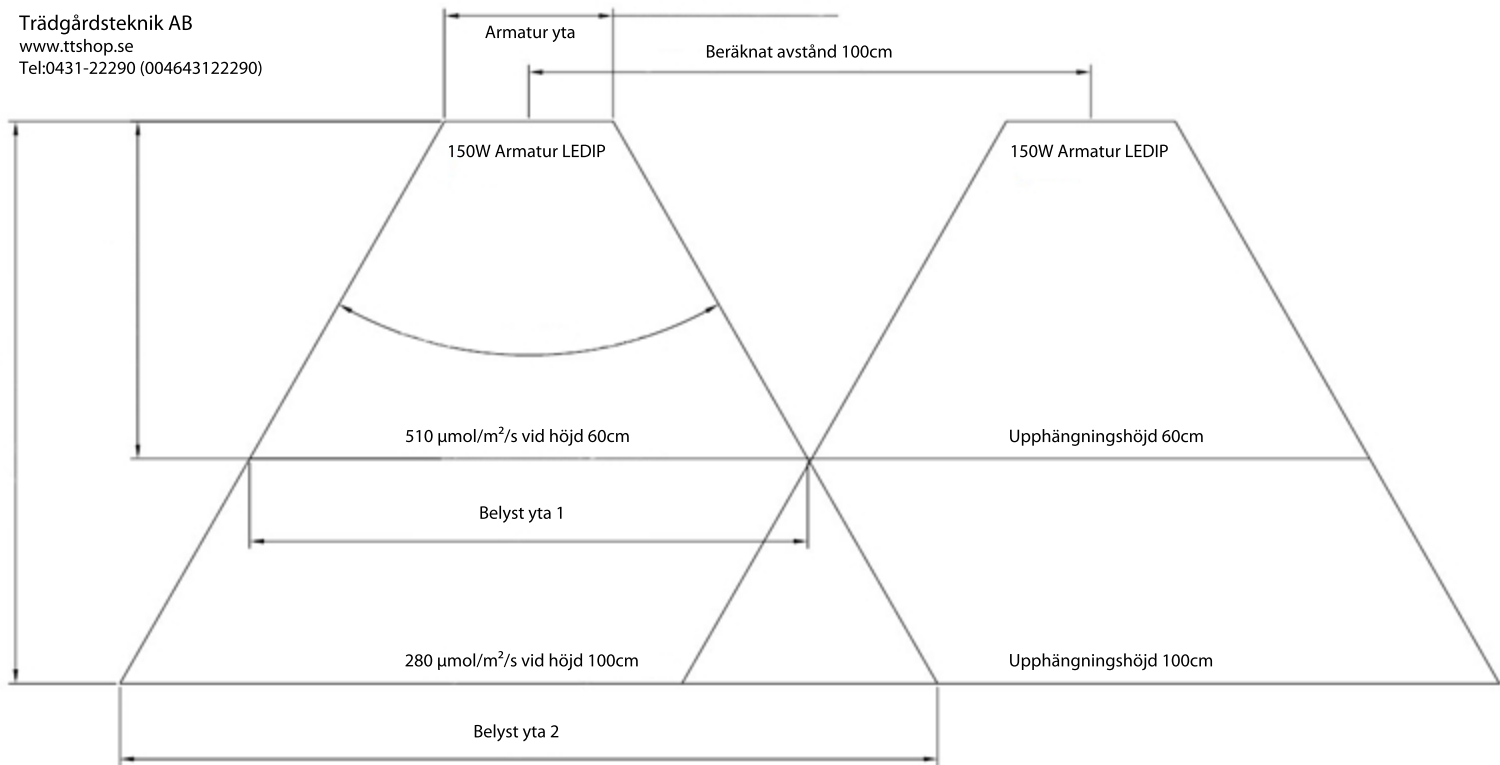 Trädgårdsteknik AB
www.ttshop.se
Tel:0431-22290 (004643122290)
Armatur yta
Beräknat avstånd 100cm
150W Armatur LEDIP
150W Armatur LEDIP
510 µmol/m²/s vid höjd 60cm
Upphängningshöjd 60cm
Belyst yta 1
280 µmol/m²/s vid höjd 100cm
Upphängningshöjd 100cm
Belyst yta 2